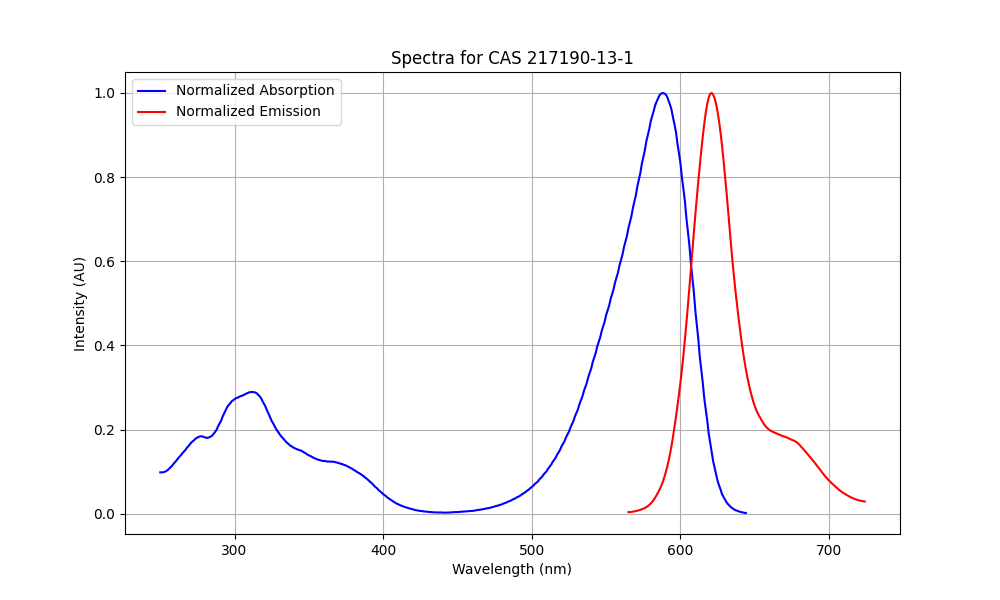 Spectra for CAS 217190-13-1
Normalized Absorption
Normalized Emission
1.0
0.8
0.6
0.4
0.2
0.0
Intensity (AU)
300 400 500 600 700
Wavelength (nm)